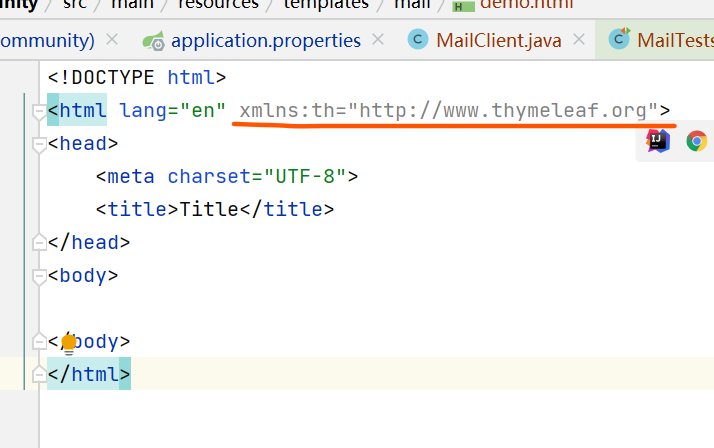 nity / src / main / resources / templates / mail / demo.html
ommunity) × application.properties × MailClient.java × MailTests
<!DOCTYPE html>
<html lang="en" xmlns:th="http://www.thymeleaf.org">
<head>
<meta charset="UTF-8">
<title>Title</title>
</head>
<body>
</body>
</html>